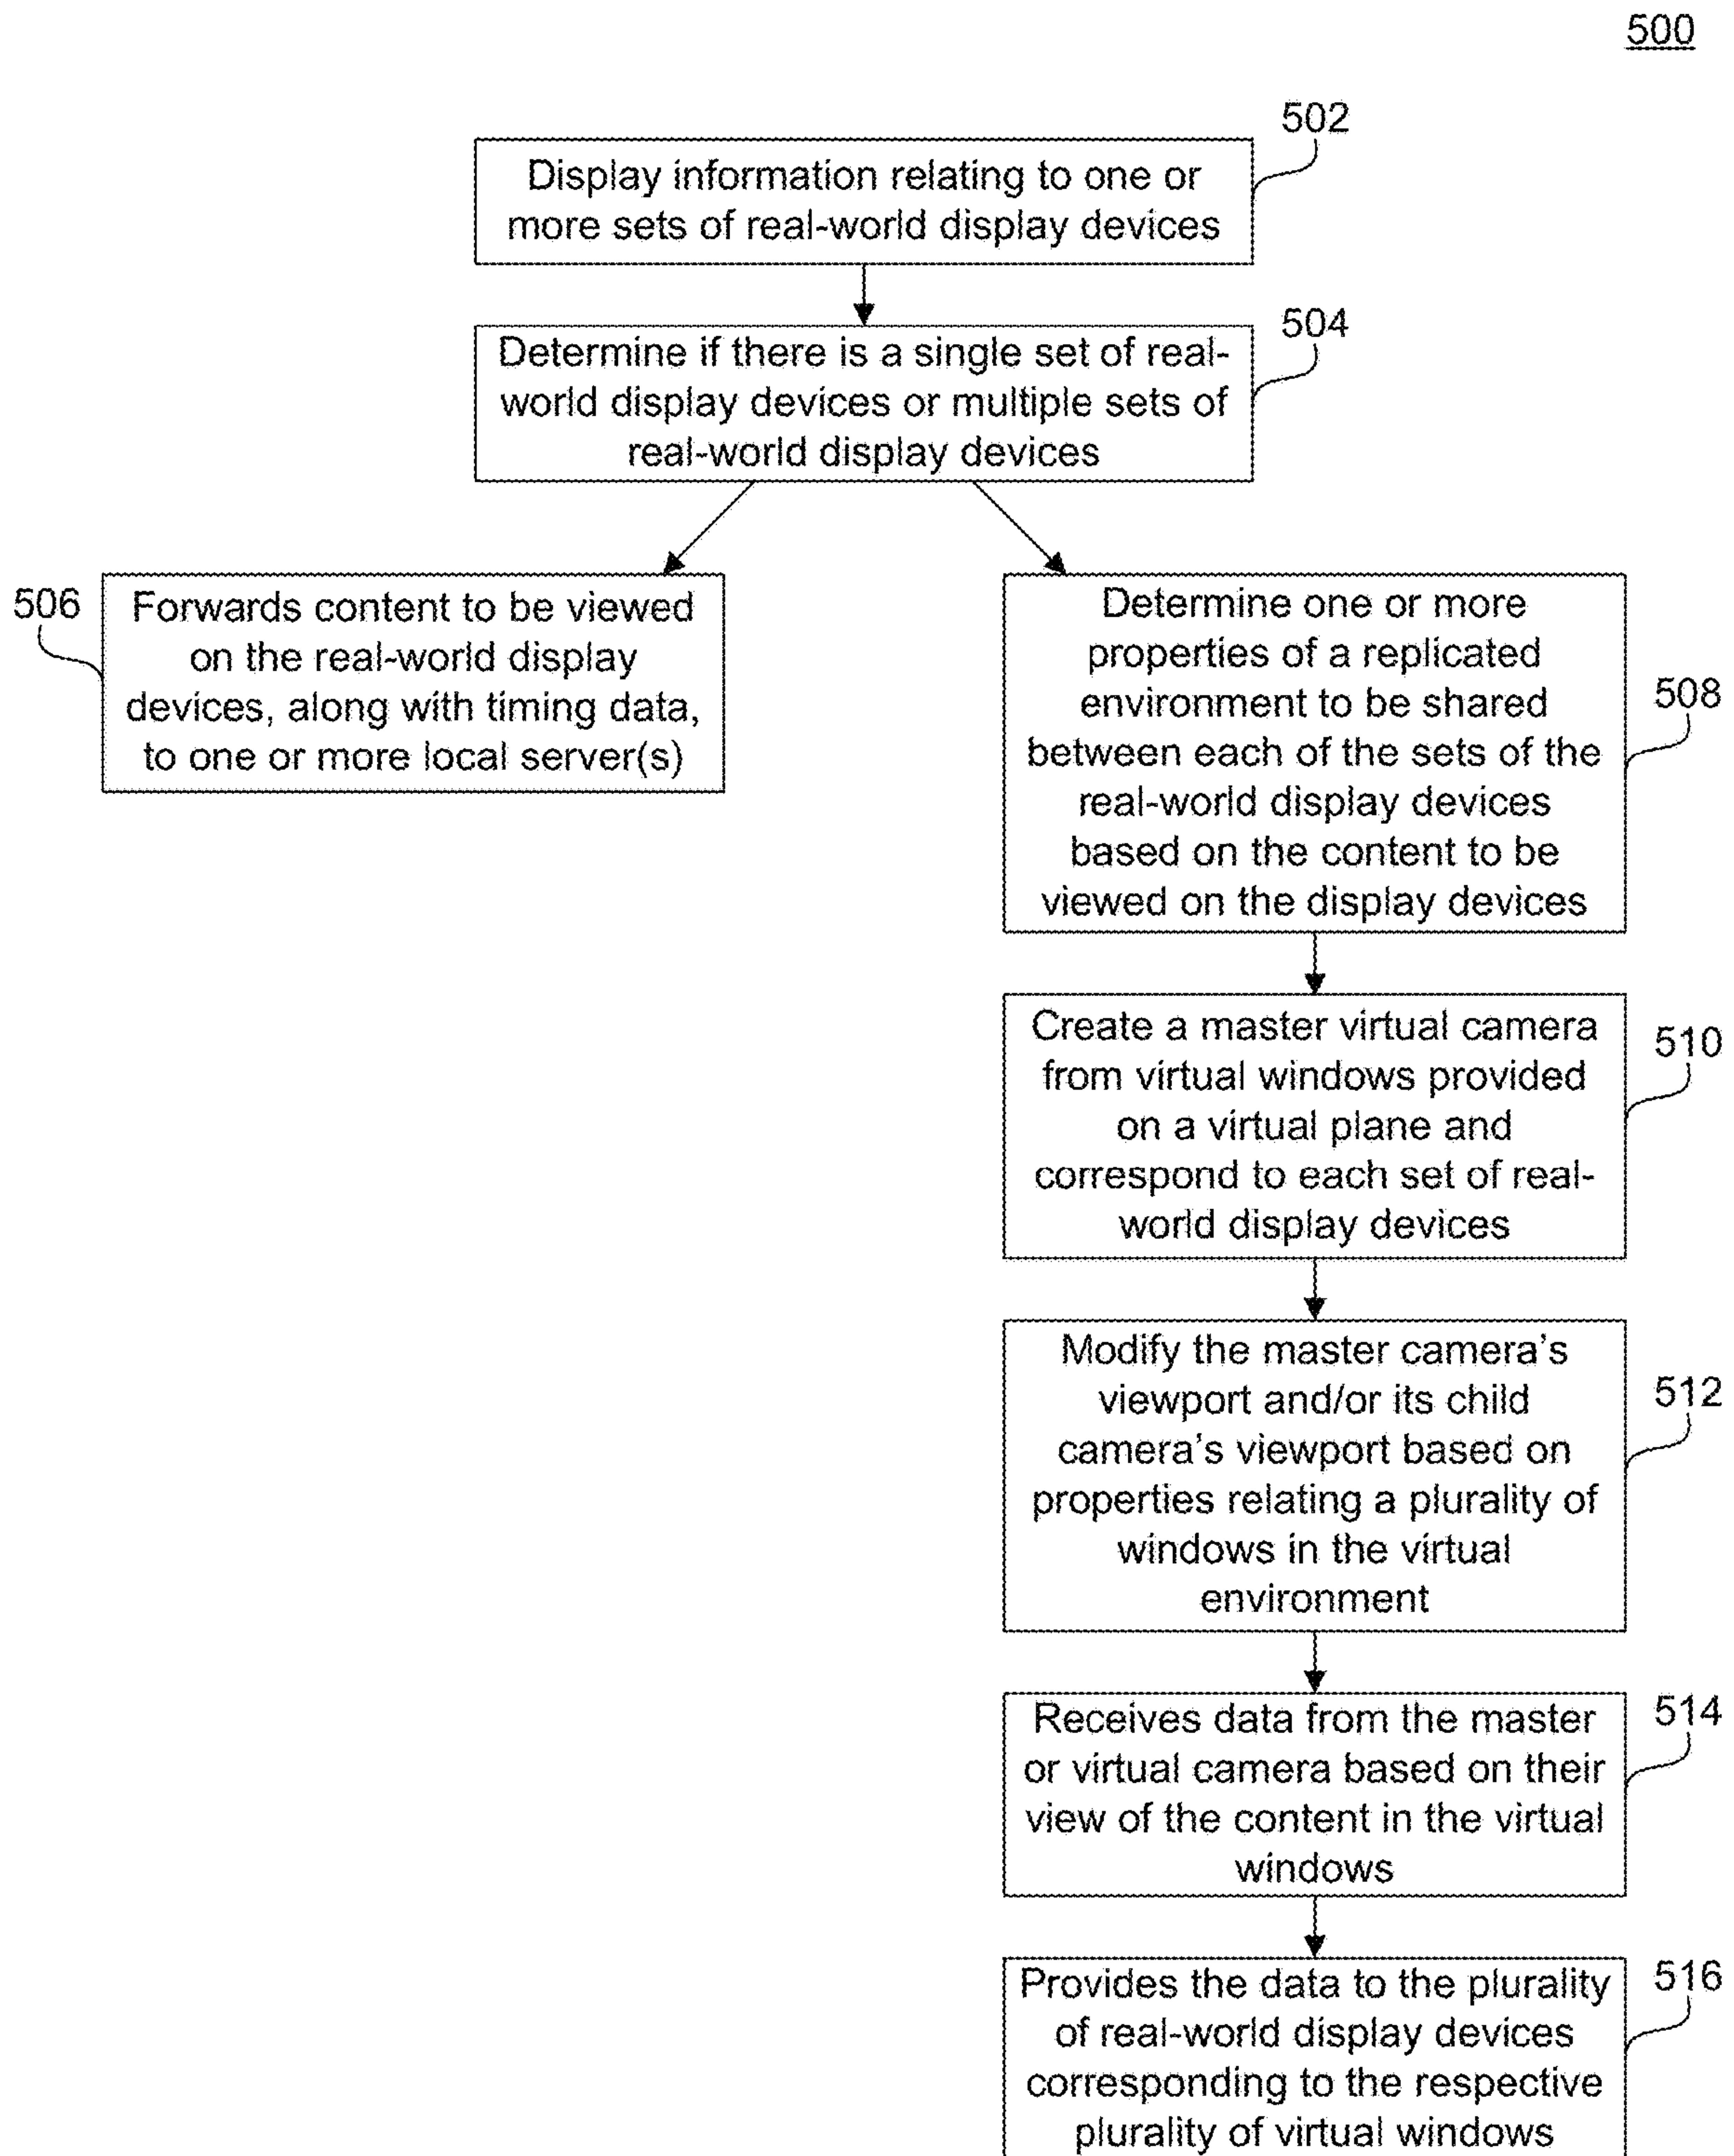 500
502
Display information relating to one or
more sets of real-world display devices
504
Determine if there is a single set of real-
world display devices or multiple sets of
real-world display devices
506
Forwards content to be viewed
on the real-world display
devices, along with timing data,
to one or more local server(s)
Determine one or more
properties of a replicated
environment to be shared
between each of the sets of the
real-world display devices
based on the content to be
viewed on the display devices
508
Create a master virtual camera
from virtual windows provided
on a virtual plane and
correspond to each set of real-
world display devices
510
Modify the master camera's
viewport and/or its child
camera's viewport based on
properties relating a plurality of
windows in the virtual
environment
512
Receives data from the master
or virtual camera based on their
view of the content in the virtual
windows
514
Provides the data to the plurality
of real-world display devices
corresponding to the respective
plurality of virtual windows
516